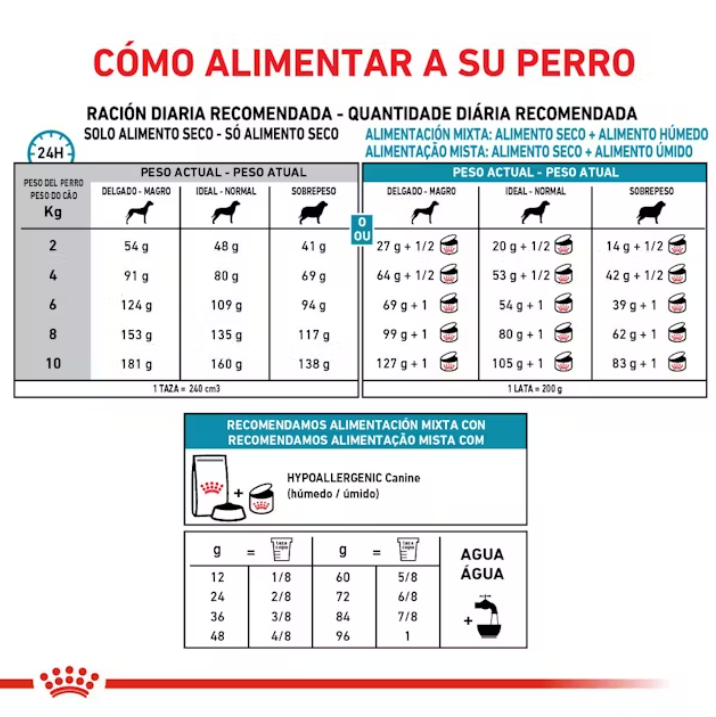 CÓMO ALIMENTAR A SU PERRO
RACIÓN DIARIA RECOMENDADA - QUANTIDADE DIÁRIA RECOMENDADA
SOLO ALIMENTO SECO - SÓ ALIMENTO SECO
ALIMENTACIÓN MIXTA: ALIMENTO SECO + ALIMENTO HÚMEDO
ALIMENTAÇÃO MISTA: ALIMENTO SECO + ALIMENTO ÚMIDO
24H
PESO DEL PERRO
PESO DO CÃO
Kg
PESO ACTUAL - PESO ATUAL
DELGADO - MAGRO IDEAL - NORMAL SOBREPESO
O
OU
PESO ACTUAL - PESO ATUAL
DELGADO - MAGRO IDEAL - NORMAL SOBREPESO
2 54 g 48 g 41 g 27 g + 1/2 20 g + 1/2 14 g + 1/2
4 91 g 80 g 69 g 64 g + 1/2 53 g + 1/2 42 g + 1/2
6 124 g 109 g 94 g 69 g + 1 54 g + 1 39 g + 1
8 153 g 135 g 117 g 99 g + 1 80 g + 1 62 g + 1
10 181 g 160 g 138 g 127 g + 1 105 g + 1 83 g + 1
1 TAZA = 240 cm3
1 LATA = 200 g
RECOMENDAMOS ALIMENTACIÓN MIXTA CON
RECOMENDAMOS ALIMENTAÇÃO MISTA COM
+
HYPOALLERGENIC Canine
(húmedo / úmido)
g = g =
12 1/8 60 5/8
24 2/8 72 6/8
36 3/8 84 7/8
48 4/8 96 1
AGUA
ÁGUA
+